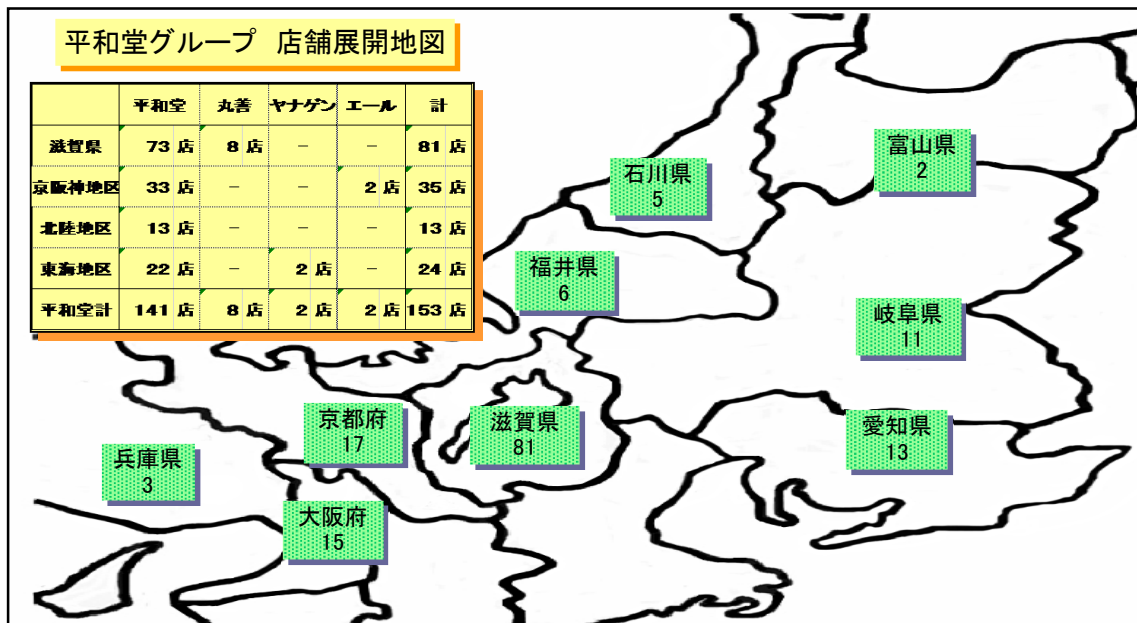 平和堂グループ 店舗展開地図
平和堂 丸善 ヤナゲン エール 計
滋賀県 73 店 8 店 － － 81 店
京阪神地区 33 店 － － 2 店 35 店
北陸地区 13 店 － － － 13 店
東海地区 22 店 － 2 店 － 24 店
平和堂計 141 店 8 店 2 店 2 店 153 店
富山県
2
石川県
5
福井県
6
岐阜県
11
京都府
17
滋賀県
81
愛知県
13
兵庫県
3
大阪府
15